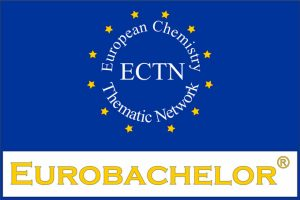 European Chemistry
ECTN
Thematic Network
EUROBACHELOR®